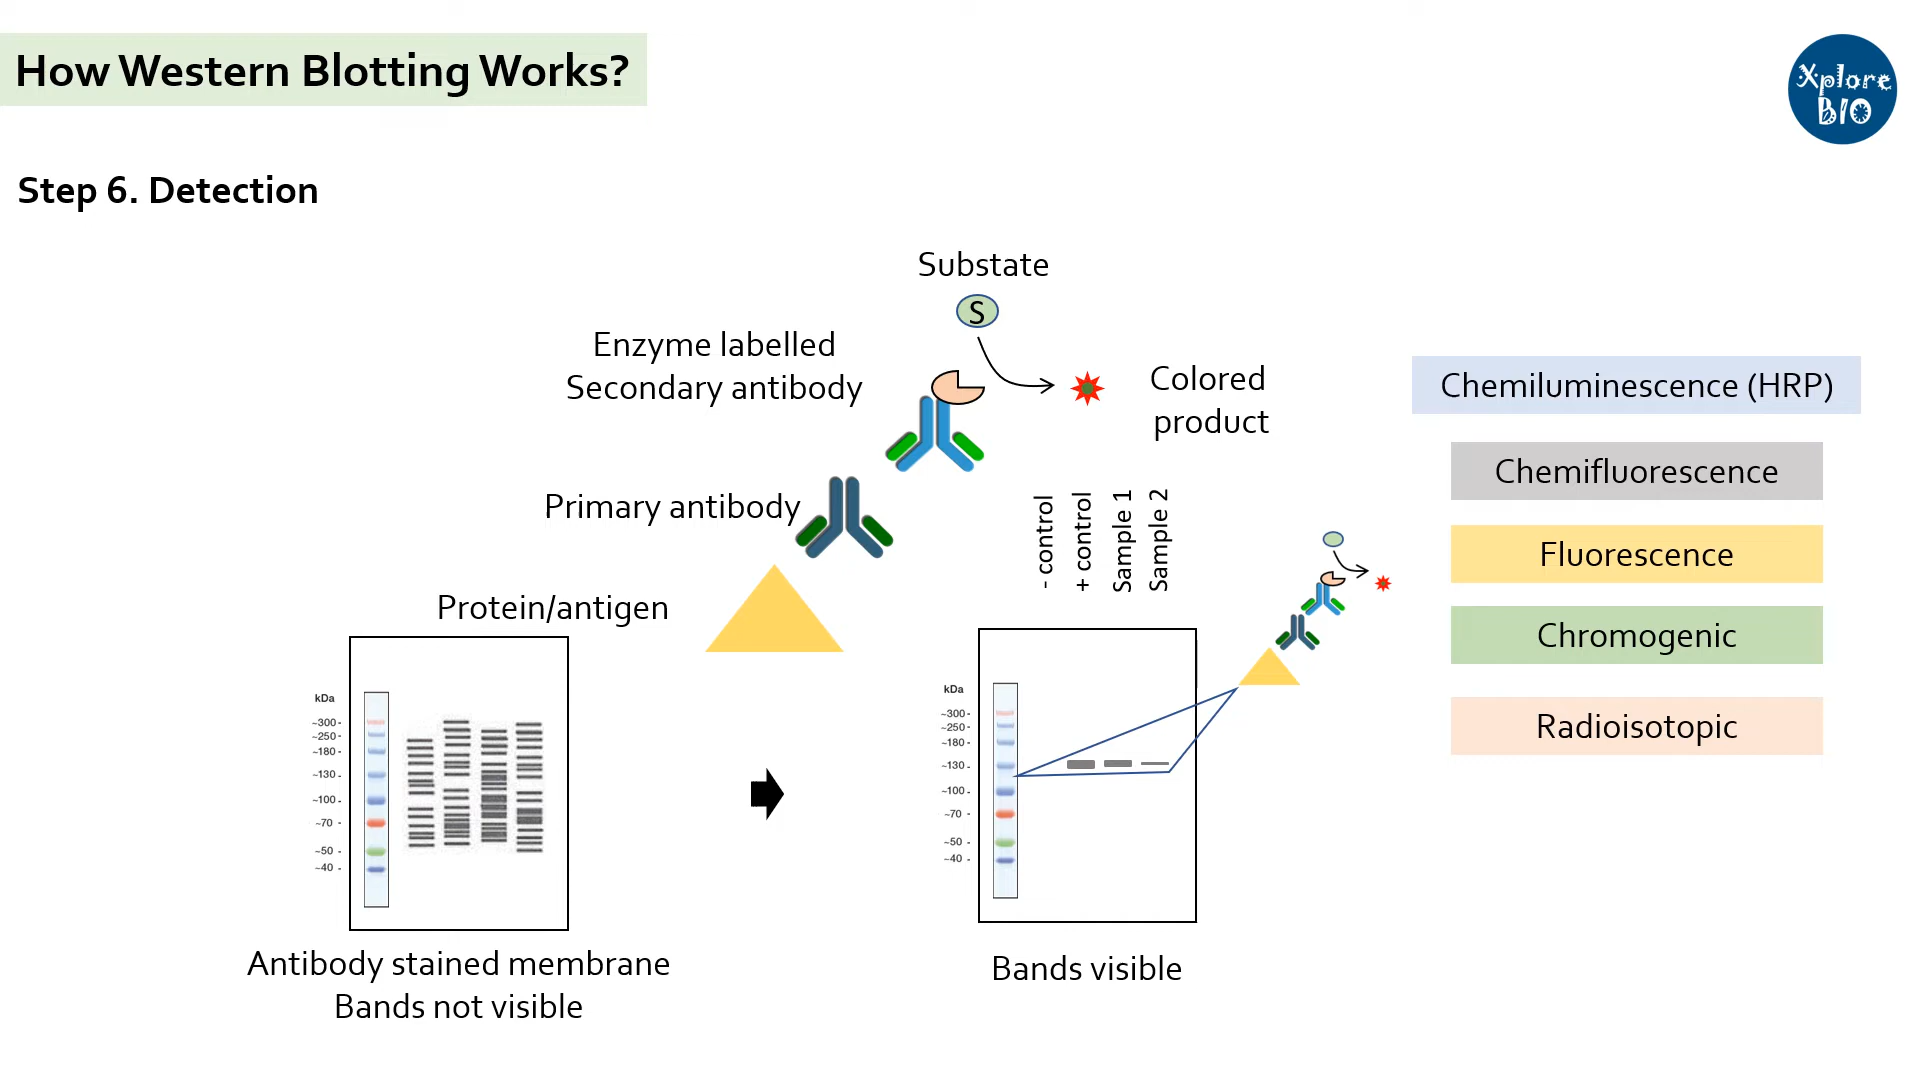 How Western Blotting Works?
Xplore
BIO
Step 6. Detection
Substate
S
Enzyme labelled
Secondary antibody
Colored
product
Primary antibody
Protein/antigen
- control
+ control
Sample 1
Sample 2
Chemiluminescence (HRP)
Chemifluorescence
Fluorescence
Chromogenic
Radioisotopic
kDa
~300-
~250-
~180 -
~130 -
~100 -
~70 -
~50 -
~40 -
kDa
~300-
~250-
~180 -
~130 -
~100 -
~70 -
~50 -
~40 -
Antibody stained membrane
Bands not visible
Bands visible